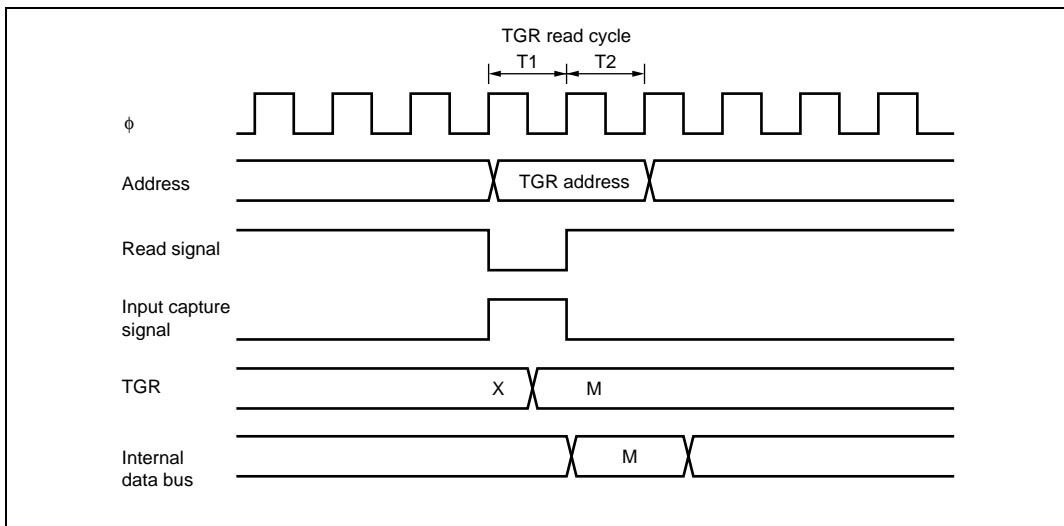 TGR read cycle
T1 T2
ϕ
Address
TGR address
Read signal
Input capture
signal
TGR
X M
Internal
data bus
M